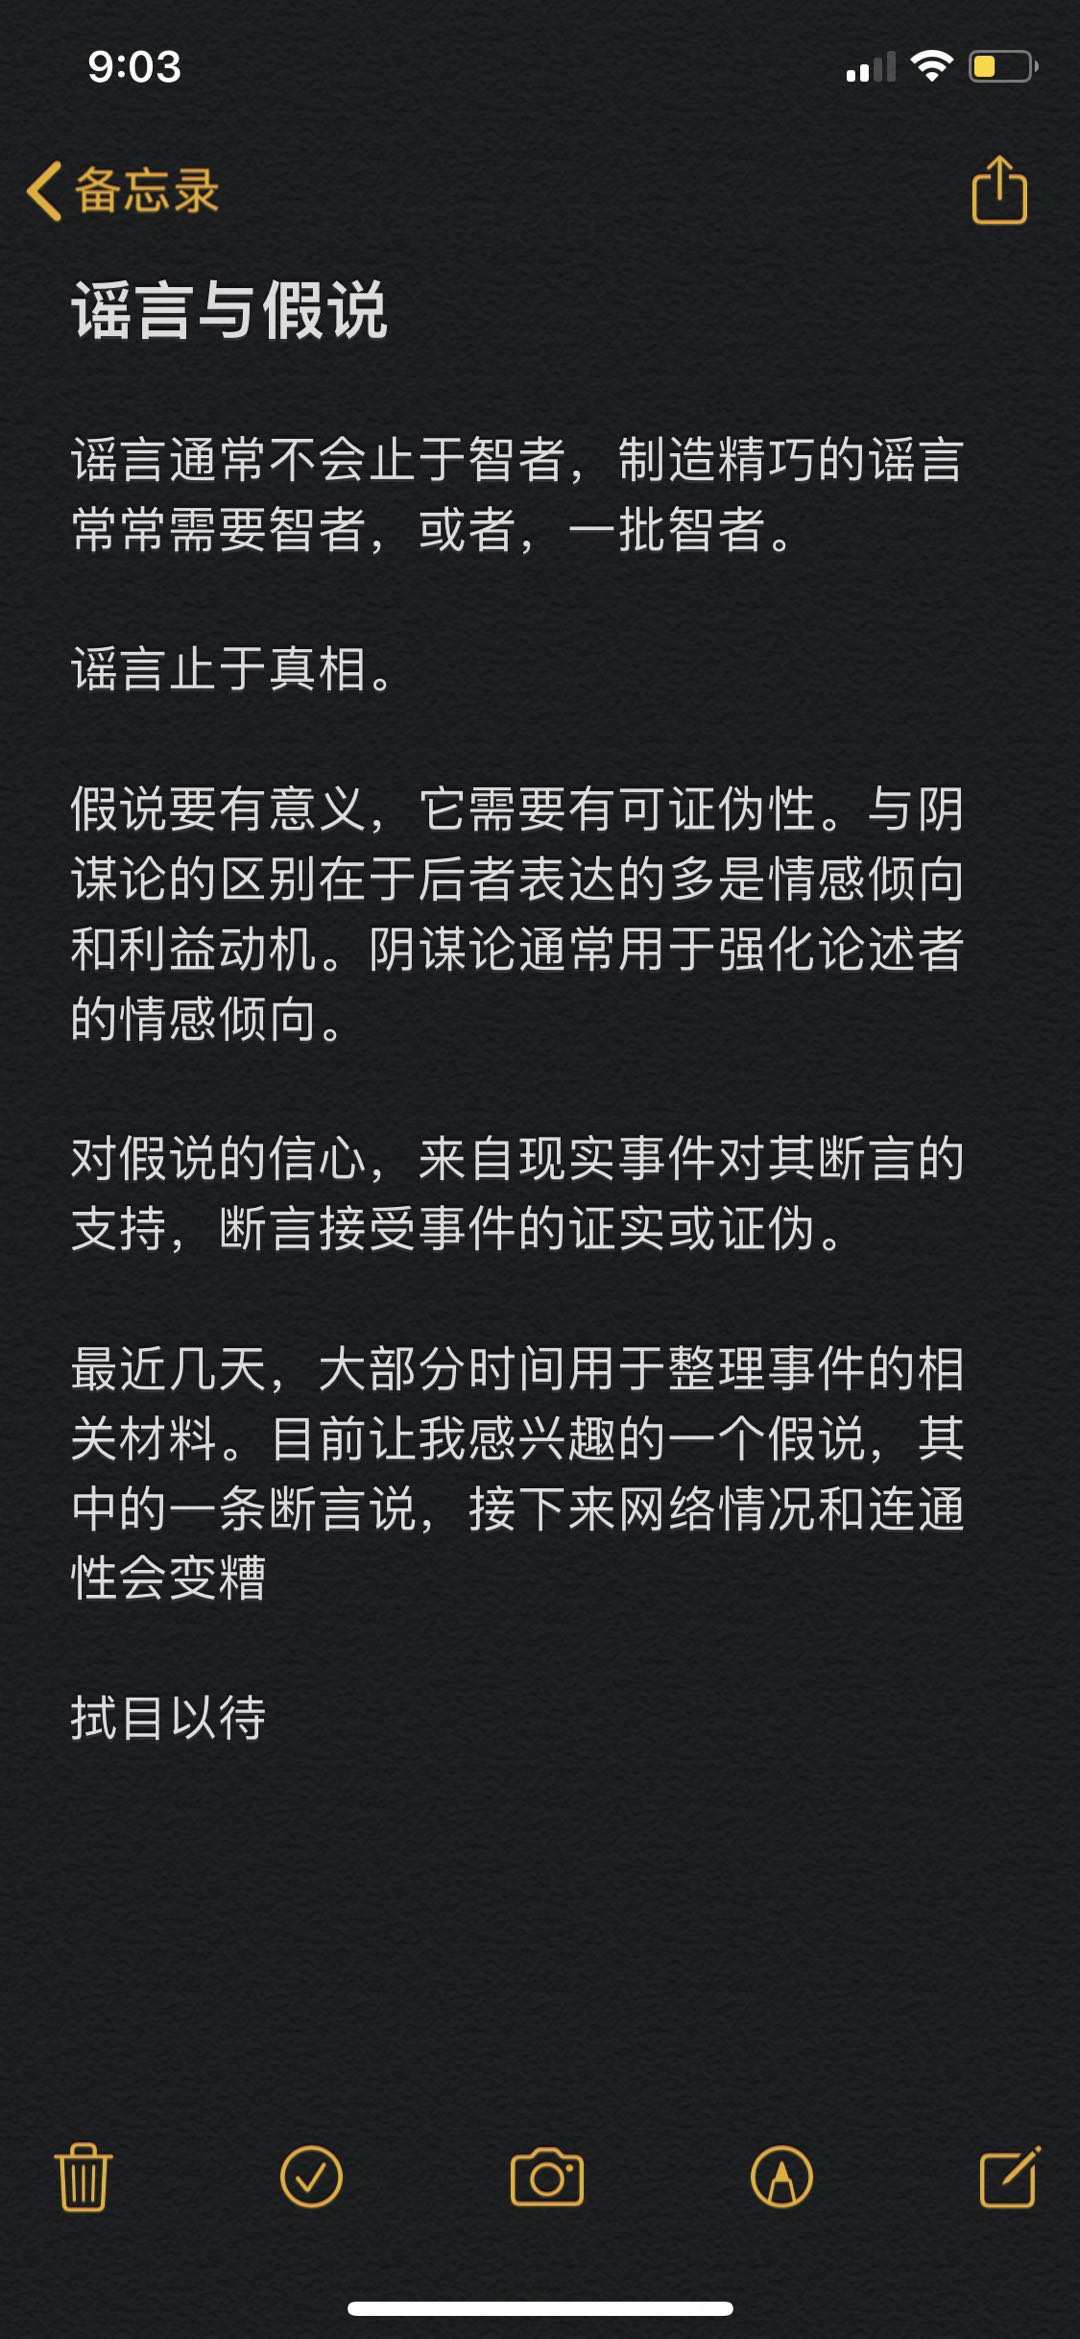 9:03
备忘录
谣言与假说
谣言通常不会止于智者，制造精巧的谣言
常常需要智者，或者，一批智者。
谣言止于真相。
假说要有意义，它需要有可证伪性。与阴
谋论的区别在于后者表达的多是情感倾向
和利益动机。阴谋论通常用于强化论述者
的情感倾向。
对假说的信心，来自现实事件对其断言的
支持，断言接受事件的证实或证伪。
最近几天，大部分时间用于整理事件的相
关材料。目前让我感兴趣的一个假说，其
中的一条断言说，接下来网络情况和连通
性会变糟
拭目以待